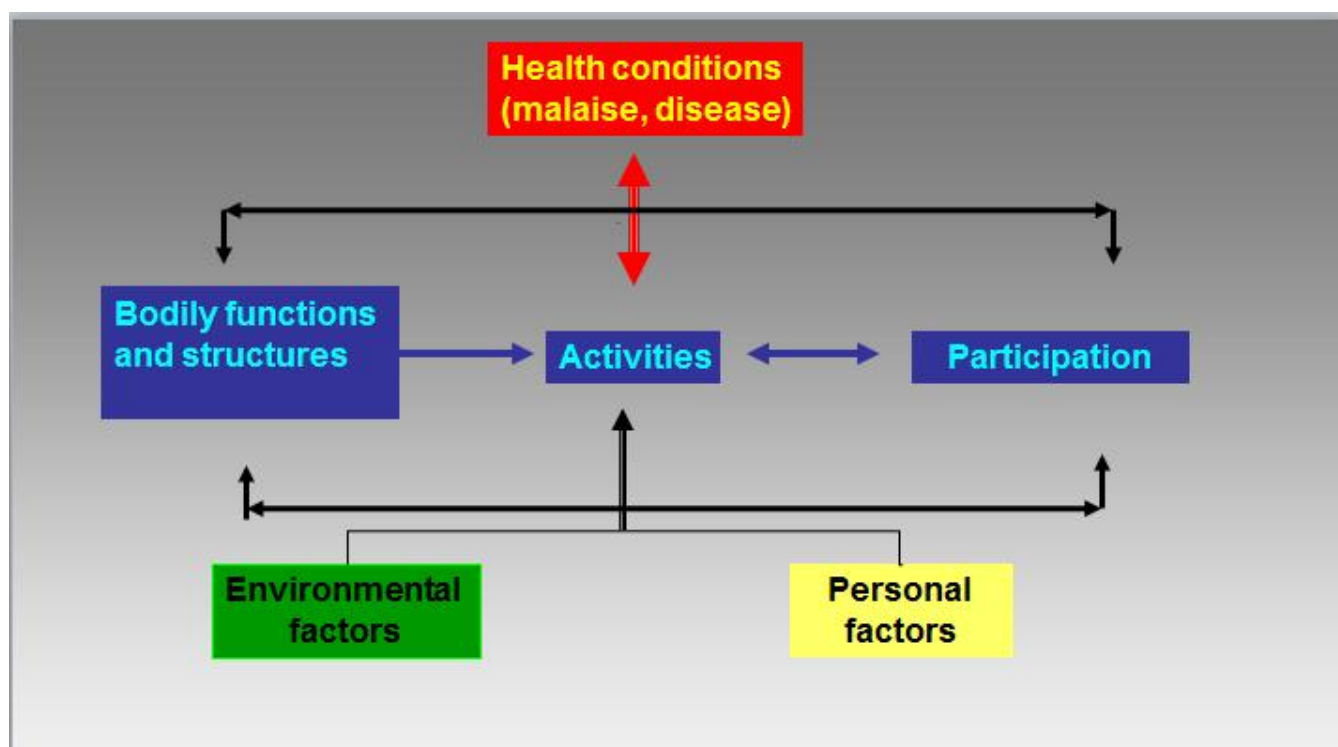 Health conditions
(malaise, disease)
Bodily functions
and structures
Activities
Participation
Environmental
factors
Personal
factors